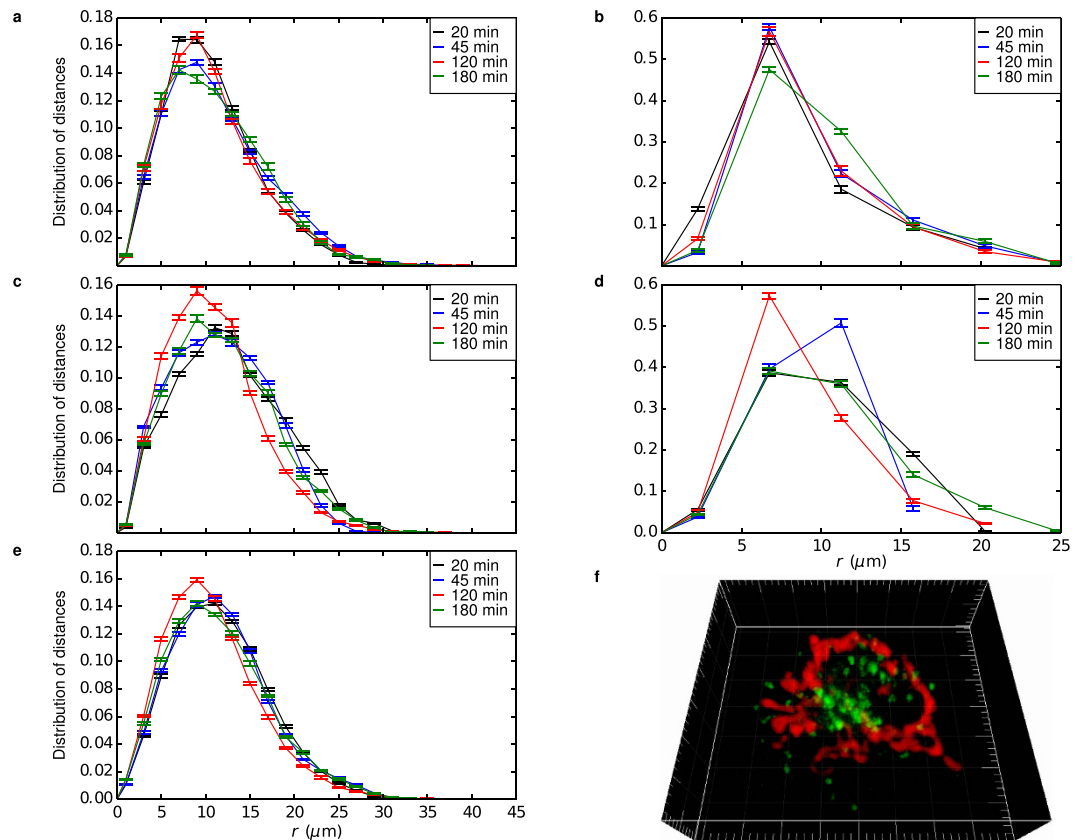 a
Distribution of distances
0.18
0.16
0.14
0.12
0.10
0.08
0.06
0.04
0.02
20 min
45 min
120 min
180 min
b
0.6
0.5
0.4
0.3
0.2
0.1
20 min
45 min
120 min
180 min
c
Distribution of distances
0.16
0.14
0.12
0.10
0.08
0.06
0.04
0.02
20 min
45 min
120 min
180 min
d
0.6
0.5
0.4
0.3
0.2
0.1
0.0
0 5 10 15 20 25
r (μm)
20 min
45 min
120 min
180 min
e
Distribution of distances
0.18
0.16
0.14
0.12
0.10
0.08
0.06
0.04
0.02
0.00
0 5 10 15 20 25 30 35 40 45
r (μm)
20 min
45 min
120 min
180 min
f